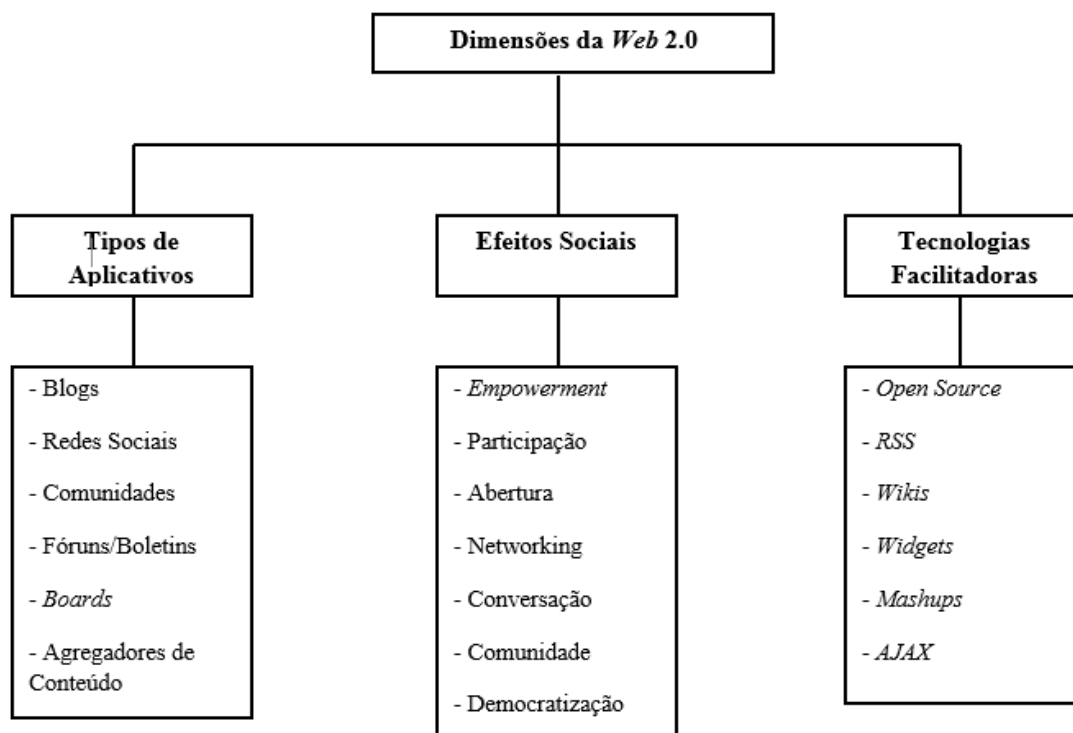 Dimensões da Web 2.0
Tipos de
Aplicativos
- Blogs
- Redes Sociais
- Comunidades
- Fóruns/Boletins
- Boards
- Agregadores de
Conteúdo
Efeitos Sociais
- Empowerment
- Participação
- Abertura
- Networking
- Conversação
- Comunidade
- Democratização
Tecnologias
Facilitadoras
- Open Source
- RSS
- Wikis
- Widgets
- Mashups
- AJAX